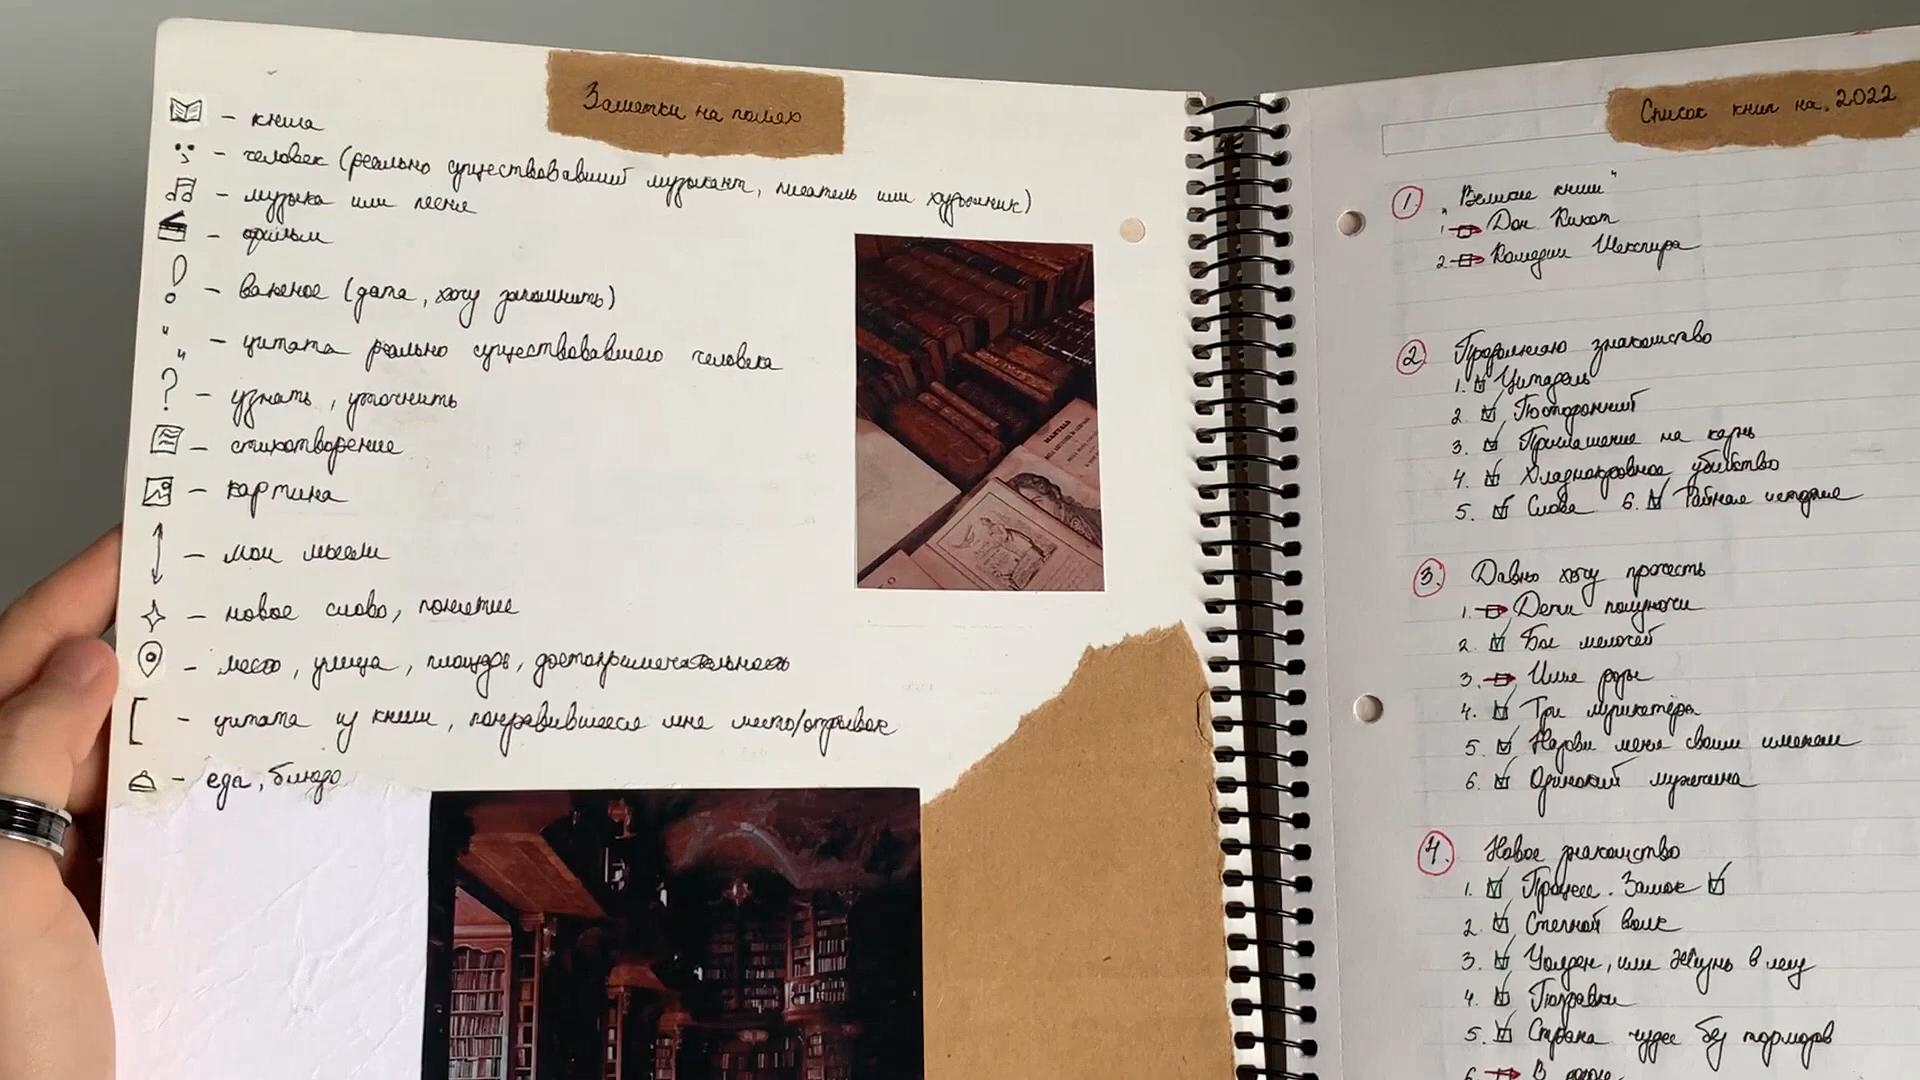 Заметки на полях
– книга
– человек (реально существовавший музыкант, писатель или художник)
– музыка или песня
– фильм
! – важное (дата, хочу запомнить)
" " – цитата реально существовавшего человека
? – узнать, уточнить
– стихотворение
– картина
– мои мысли
– новое слово, понятие
– место, улица, площадь, достопримечательность
[ – цитата из книги, понравившееся мне место/отрывок
– еда, блюдо
MANUALE
Список книг на 2022
1. "Великие книги"
1. Дон Кихот
2. Комедии Шекспира
2. Продолжаю знакомство
1. Цитадель
2. Посторонний
3. Приглашение на казнь
4. Хладнокровное убийство
5. Слова 6. Тайная история
3. Давно хочу прочесть
1. Дети полуночи
2. Бог мелочей
3. Имя розы
4. Три мушкетёра
5. Назови меня своим именем
6. Одинокий мужчина
4. Новое знакомство
1. Процесс. Замок
2. Степной волк
3. Уолден, или Жизнь в лесу
4. Поправки
5. Страна чудес без тормозов
6. В